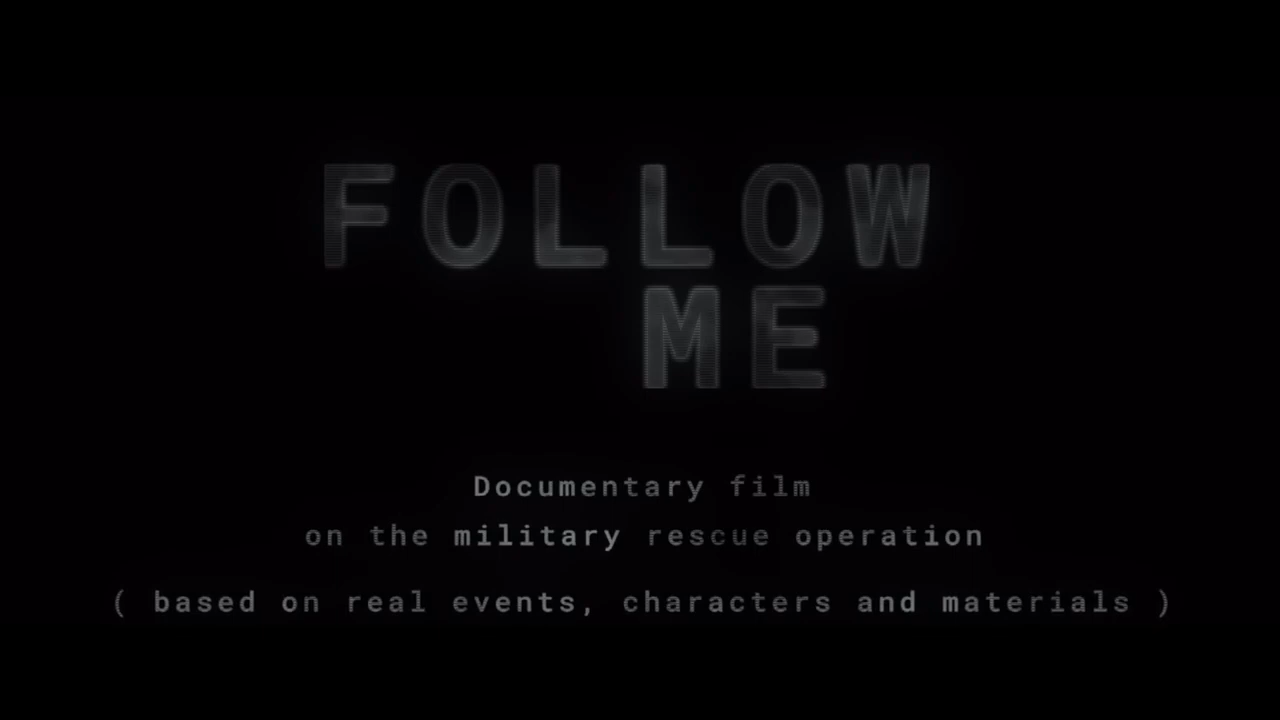 FOLLOW
ME
Documentary film
on the military rescue operation
( based on real events, characters and materials )